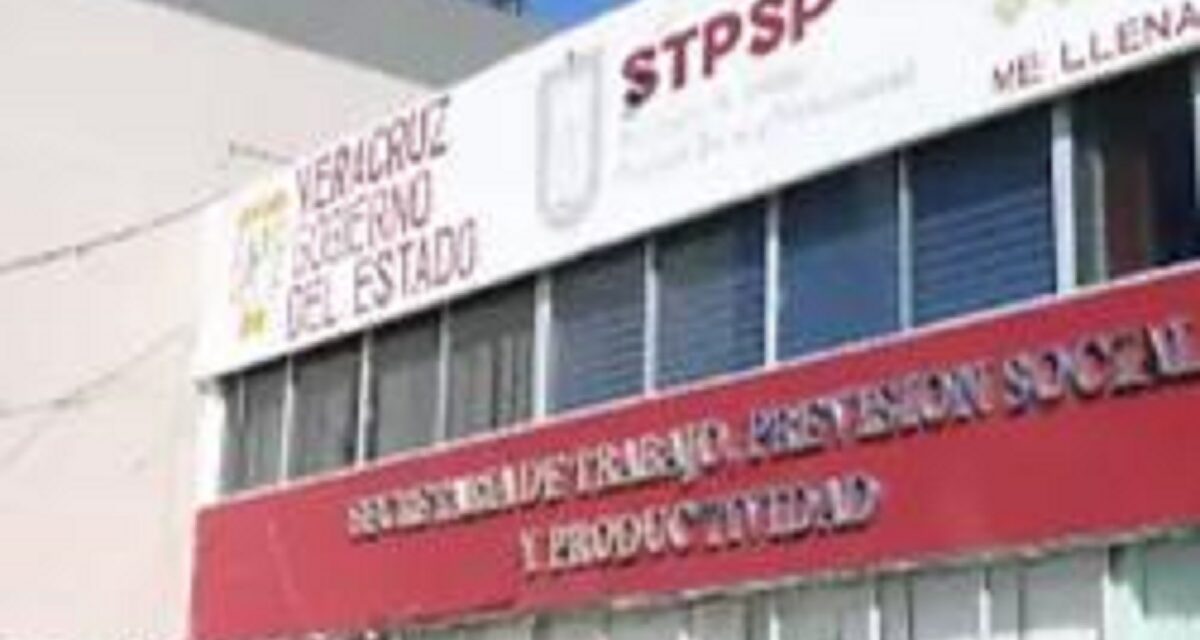 VERACRUZ
GOBIERNO
DEL ESTADO
STPSP
ME LLENA
SECRETARIA DE TRABAJO, PREVISION SOCIAL
Y PRODUCTIVIDAD